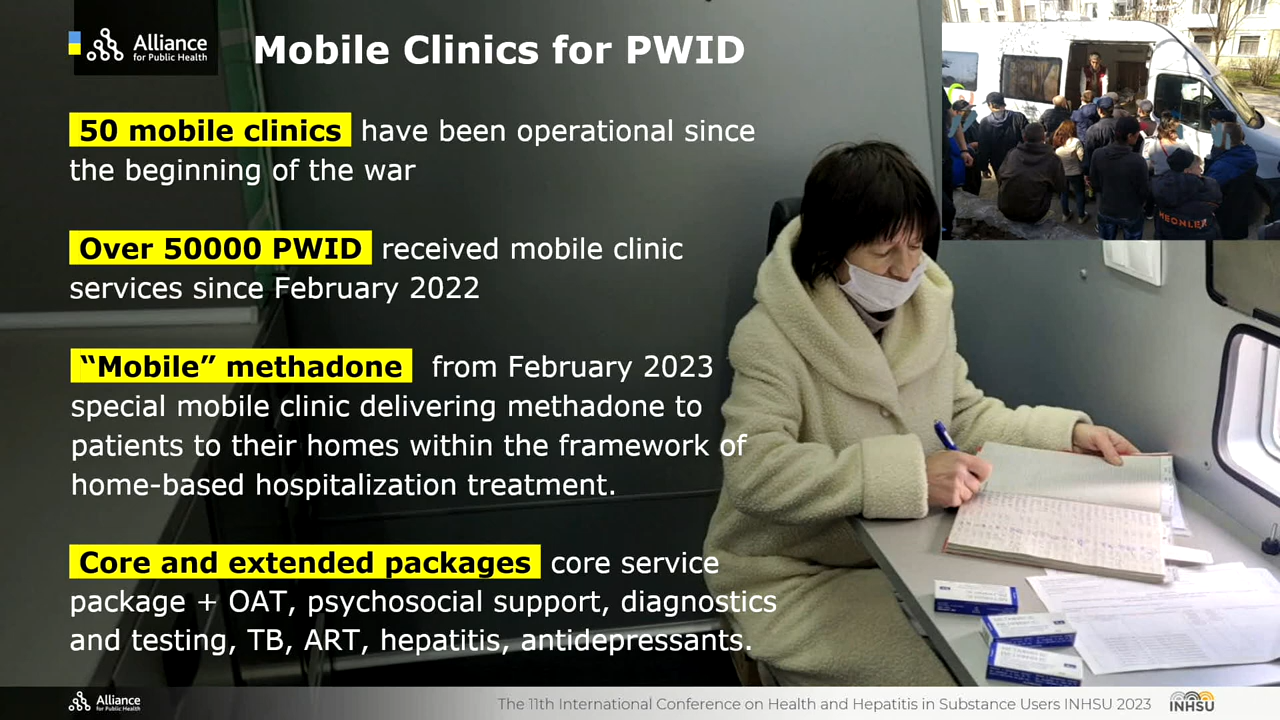 Alliance
for Public Health
Mobile Clinics for PWID
50 mobile clinics have been operational since
the beginning of the war
Over 50000 PWID received mobile clinic
services since February 2022
“Mobile” methadone from February 2023
special mobile clinic delivering methadone to
patients to their homes within the framework of
home-based hospitalization treatment.
Core and extended packages core service
package + OAT, psychosocial support, diagnostics
and testing, TB, ART, hepatitis, antidepressants.
Alliance
for Public Health
The 11th International Conference on Health and Hepatitis in Substance Users INHSU 2023
INHSU